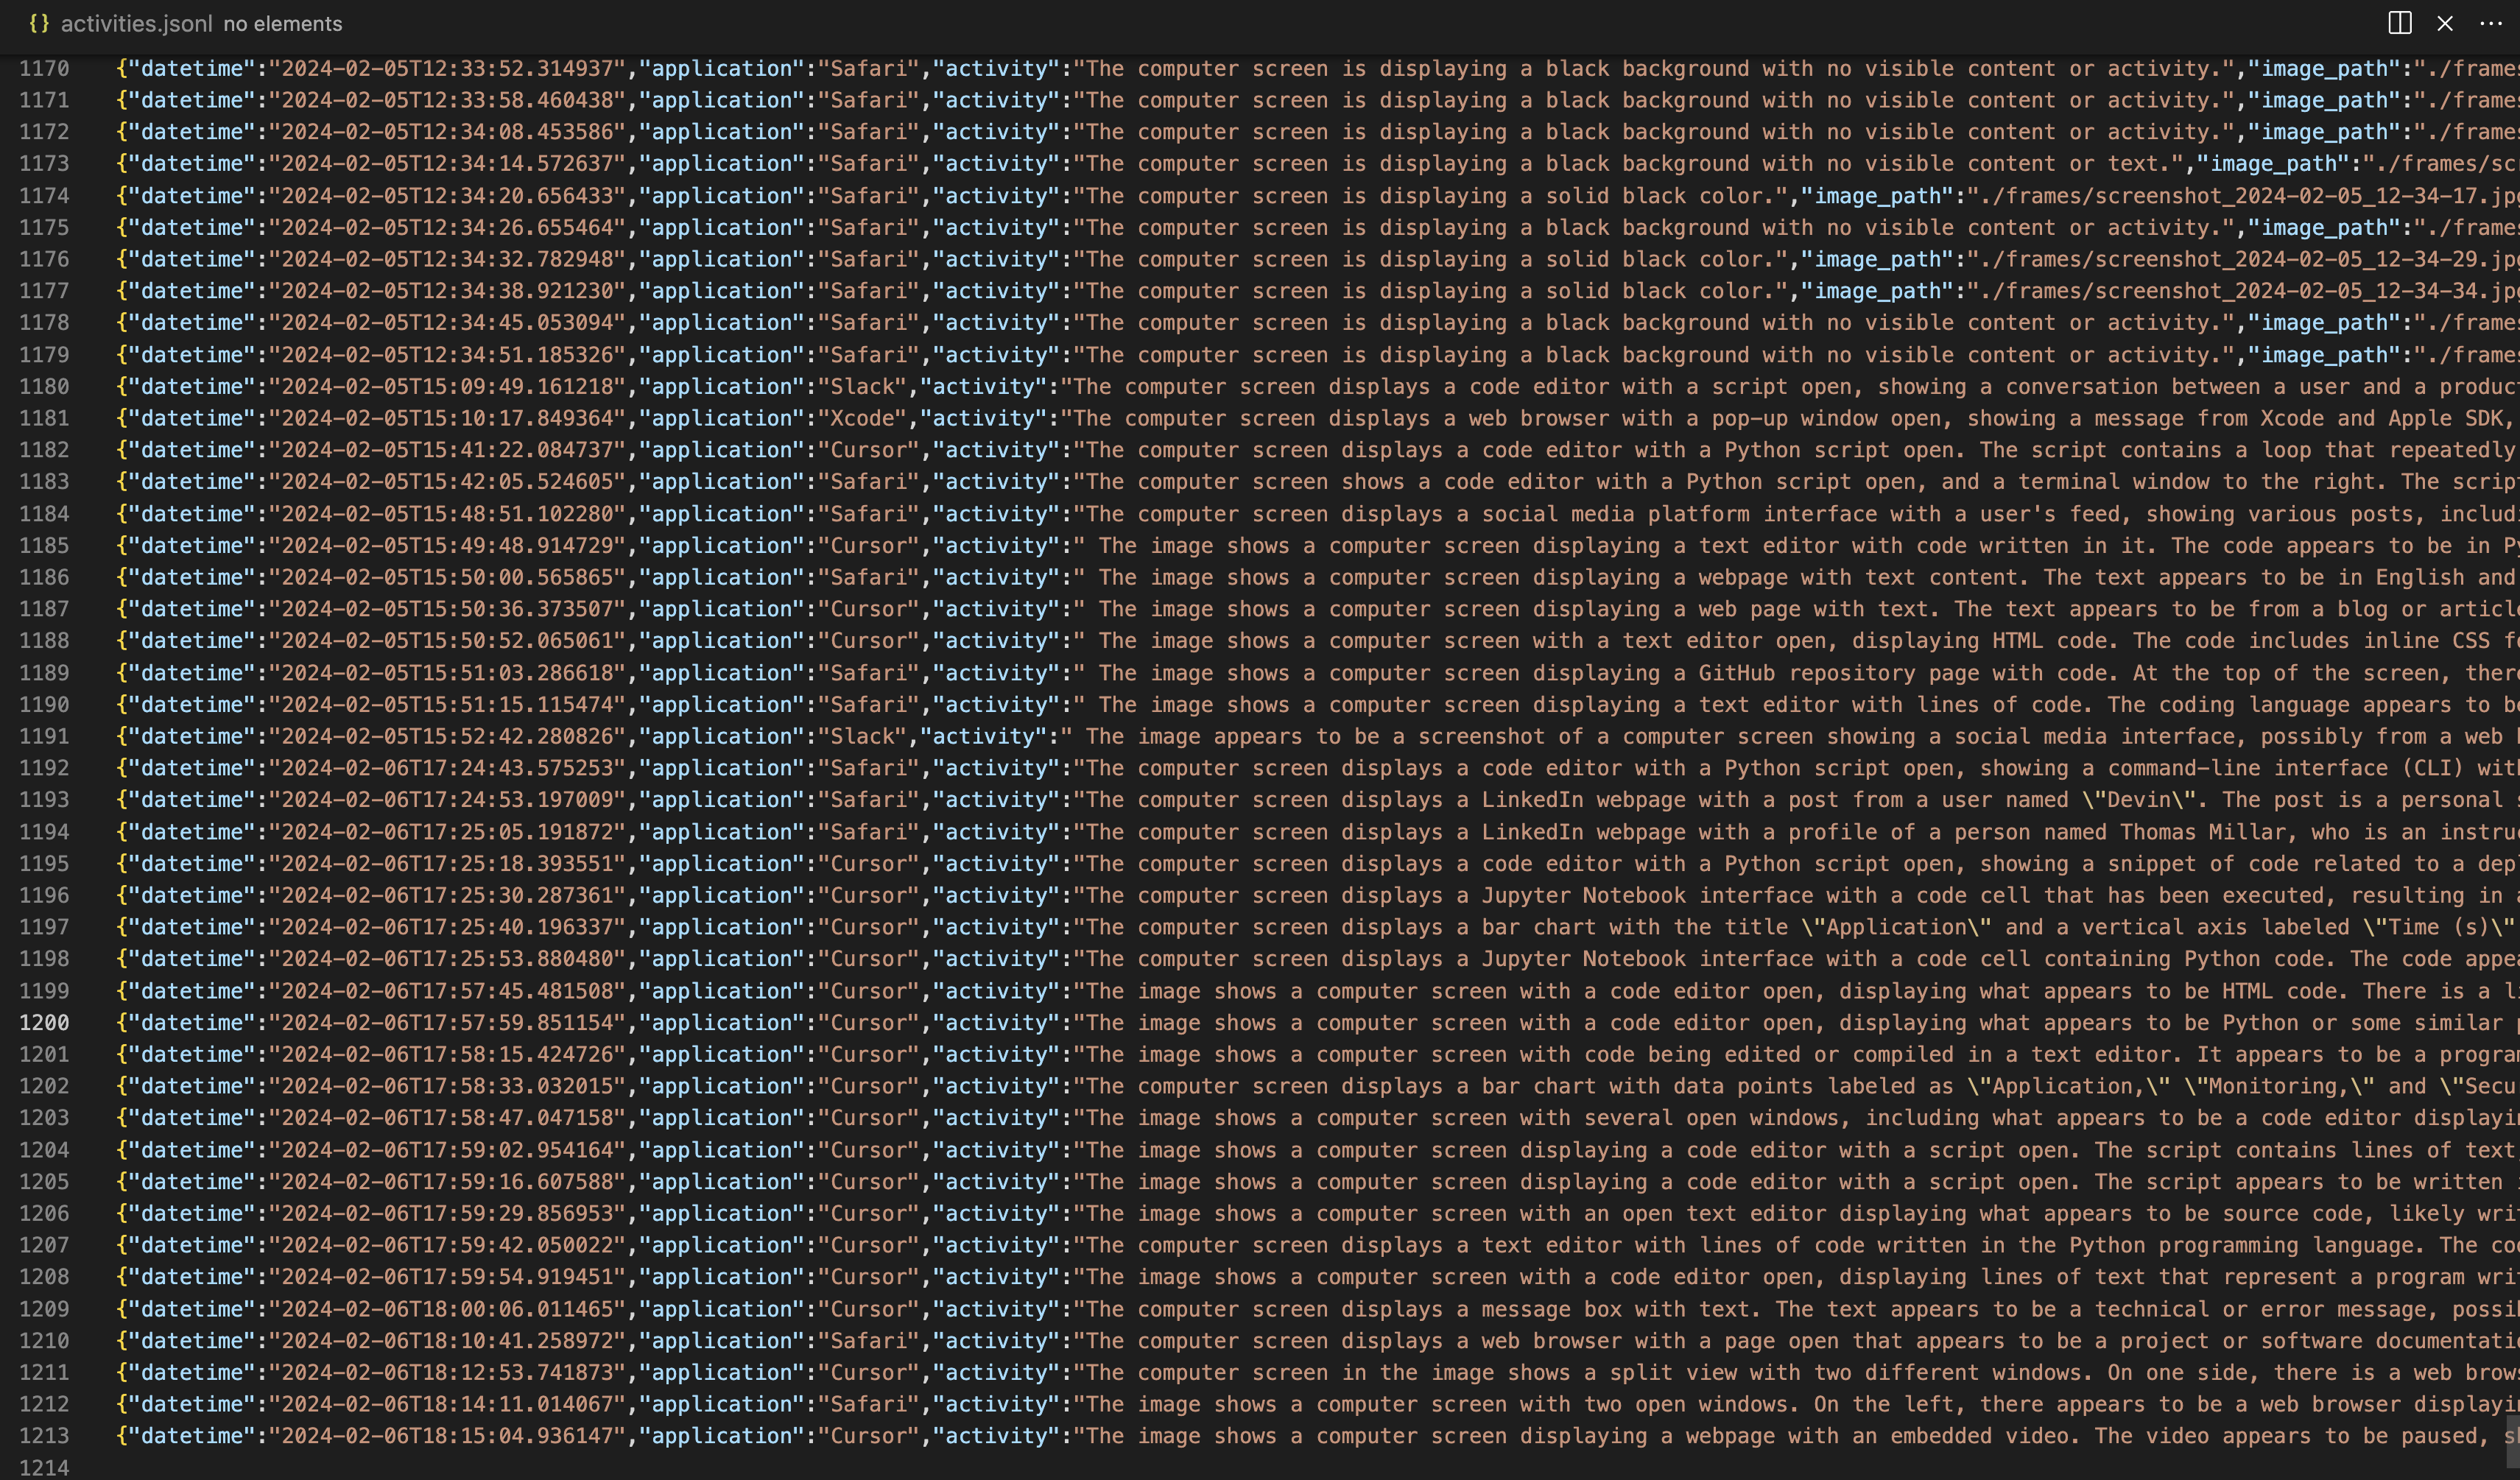 {} activities.jsonl no elements
1170 {"datetime":"2024-02-05T12:33:52.314937","application":"Safari","activity":"The computer screen is displaying a black background with no visible content or activity.","image_path":"./frames
1171 {"datetime":"2024-02-05T12:33:58.460438","application":"Safari","activity":"The computer screen is displaying a black background with no visible content or activity.","image_path":"./frames
1172 {"datetime":"2024-02-05T12:34:08.453586","application":"Safari","activity":"The computer screen is displaying a black background with no visible content or activity.","image_path":"./frames
1173 {"datetime":"2024-02-05T12:34:14.572637","application":"Safari","activity":"The computer screen is displaying a black background with no visible content or text.","image_path":"./frames/sc
1174 {"datetime":"2024-02-05T12:34:20.656433","application":"Safari","activity":"The computer screen is displaying a solid black color.","image_path":"./frames/screenshot_2024-02-05_12-34-17.jpg
1175 {"datetime":"2024-02-05T12:34:26.655464","application":"Safari","activity":"The computer screen is displaying a black background with no visible content or activity.","image_path":"./frames
1176 {"datetime":"2024-02-05T12:34:32.782948","application":"Safari","activity":"The computer screen is displaying a solid black color.","image_path":"./frames/screenshot_2024-02-05_12-34-29.jpg
1177 {"datetime":"2024-02-05T12:34:38.921230","application":"Safari","activity":"The computer screen is displaying a solid black color.","image_path":"./frames/screenshot_2024-02-05_12-34-34.jpg
1178 {"datetime":"2024-02-05T12:34:45.053094","application":"Safari","activity":"The computer screen is displaying a black background with no visible content or activity.","image_path":"./frames
1179 {"datetime":"2024-02-05T12:34:51.185326","application":"Safari","activity":"The computer screen is displaying a black background with no visible content or activity.","image_path":"./frames
1180 {"datetime":"2024-02-05T15:09:49.161218","application":"Slack","activity":"The computer screen displays a code editor with a script open, showing a conversation between a user and a produc
1181 {"datetime":"2024-02-05T15:10:17.849364","application":"Xcode","activity":"The computer screen displays a web browser with a pop-up window open, showing a message from Xcode and Apple SDK,
1182 {"datetime":"2024-02-05T15:41:22.084737","application":"Cursor","activity":"The computer screen displays a code editor with a Python script open. The script contains a loop that repeatedly
1183 {"datetime":"2024-02-05T15:42:05.524605","application":"Safari","activity":"The computer screen shows a code editor with a Python script open, and a terminal window to the right. The script
1184 {"datetime":"2024-02-05T15:48:51.102280","application":"Safari","activity":"The computer screen displays a social media platform interface with a user's feed, showing various posts, includi
1185 {"datetime":"2024-02-05T15:49:48.914729","application":"Cursor","activity":" The image shows a computer screen displaying a text editor with code written in it. The code appears to be in Py
1186 {"datetime":"2024-02-05T15:50:00.565865","application":"Safari","activity":" The image shows a computer screen displaying a webpage with text content. The text appears to be in English and
1187 {"datetime":"2024-02-05T15:50:36.373507","application":"Cursor","activity":" The image shows a computer screen displaying a web page with text. The text appears to be from a blog or article
1188 {"datetime":"2024-02-05T15:50:52.065061","application":"Cursor","activity":" The image shows a computer screen with a text editor open, displaying HTML code. The code includes inline CSS fo
1189 {"datetime":"2024-02-05T15:51:03.286618","application":"Safari","activity":" The image shows a computer screen displaying a GitHub repository page with code. At the top of the screen, there
1190 {"datetime":"2024-02-05T15:51:15.115474","application":"Safari","activity":" The image shows a computer screen displaying a text editor with lines of code. The coding language appears to be
1191 {"datetime":"2024-02-05T15:52:42.280826","application":"Slack","activity":" The image appears to be a screenshot of a computer screen showing a social media interface, possibly from a web
1192 {"datetime":"2024-02-06T17:24:43.575253","application":"Safari","activity":"The computer screen displays a code editor with a Python script open, showing a command-line interface (CLI) with
1193 {"datetime":"2024-02-06T17:24:53.197009","application":"Safari","activity":"The computer screen displays a LinkedIn webpage with a post from a user named \"Devin\". The post is a personal
1194 {"datetime":"2024-02-06T17:25:05.191872","application":"Safari","activity":"The computer screen displays a LinkedIn webpage with a profile of a person named Thomas Millar, who is an instruc
1195 {"datetime":"2024-02-06T17:25:18.393551","application":"Cursor","activity":"The computer screen displays a code editor with a Python script open, showing a snippet of code related to a dep
1196 {"datetime":"2024-02-06T17:25:30.287361","application":"Cursor","activity":"The computer screen displays a Jupyter Notebook interface with a code cell that has been executed, resulting in a
1197 {"datetime":"2024-02-06T17:25:40.196337","application":"Cursor","activity":"The computer screen displays a bar chart with the title \"Application\" and a vertical axis labeled \"Time (s)\"
1198 {"datetime":"2024-02-06T17:25:53.880480","application":"Cursor","activity":"The computer screen displays a Jupyter Notebook interface with a code cell containing Python code. The code appea
1199 {"datetime":"2024-02-06T17:57:45.481508","application":"Cursor","activity":"The image shows a computer screen with a code editor open, displaying what appears to be HTML code. There is a li
1200 {"datetime":"2024-02-06T17:57:59.851154","application":"Cursor","activity":"The image shows a computer screen with a code editor open, displaying what appears to be Python or some similar p
1201 {"datetime":"2024-02-06T17:58:15.424726","application":"Cursor","activity":"The image shows a computer screen with code being edited or compiled in a text editor. It appears to be a program
1202 {"datetime":"2024-02-06T17:58:33.032015","application":"Cursor","activity":"The computer screen displays a bar chart with data points labeled as \"Application,\" \"Monitoring,\" and \"Secu
1203 {"datetime":"2024-02-06T17:58:47.047158","application":"Cursor","activity":"The image shows a computer screen with several open windows, including what appears to be a code editor displayin
1204 {"datetime":"2024-02-06T17:59:02.954164","application":"Cursor","activity":"The image shows a computer screen displaying a code editor with a script open. The script contains lines of text
1205 {"datetime":"2024-02-06T17:59:16.607588","application":"Cursor","activity":"The image shows a computer screen displaying a code editor with a script open. The script appears to be written
1206 {"datetime":"2024-02-06T17:59:29.856953","application":"Cursor","activity":"The image shows a computer screen with an open text editor displaying what appears to be source code, likely writ
1207 {"datetime":"2024-02-06T17:59:42.050022","application":"Cursor","activity":"The computer screen displays a text editor with lines of code written in the Python programming language. The cod
1208 {"datetime":"2024-02-06T17:59:54.919451","application":"Cursor","activity":"The image shows a computer screen with a code editor open, displaying lines of text that represent a program writ
1209 {"datetime":"2024-02-06T18:00:06.011465","application":"Cursor","activity":"The computer screen displays a message box with text. The text appears to be a technical or error message, possib
1210 {"datetime":"2024-02-06T18:10:41.258972","application":"Safari","activity":"The computer screen displays a web browser with a page open that appears to be a project or software documentatio
1211 {"datetime":"2024-02-06T18:12:53.741873","application":"Cursor","activity":"The computer screen in the image shows a split view with two different windows. On one side, there is a web brows
1212 {"datetime":"2024-02-06T18:14:11.014067","application":"Safari","activity":"The image shows a computer screen with two open windows. On the left, there appears to be a web browser displayin
1213 {"datetime":"2024-02-06T18:15:04.936147","application":"Cursor","activity":"The image shows a computer screen displaying a webpage with an embedded video. The video appears to be paused, sh
1214